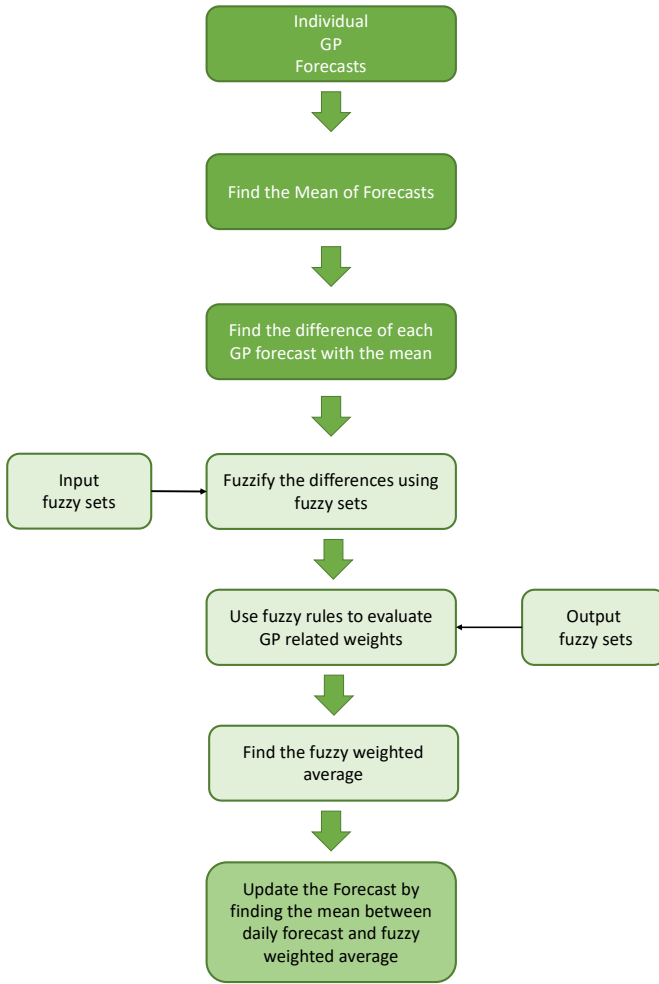 Individual
GP
Forecasts
Find the Mean of Forecasts
Find the difference of each
GP forecast with the mean
Input
fuzzy sets
Fuzzify the differences using
fuzzy sets
Use fuzzy rules to evaluate
GP related weights
Output
fuzzy sets
Find the fuzzy weighted
average
Update the Forecast by
finding the mean between
daily forecast and fuzzy
weighted average